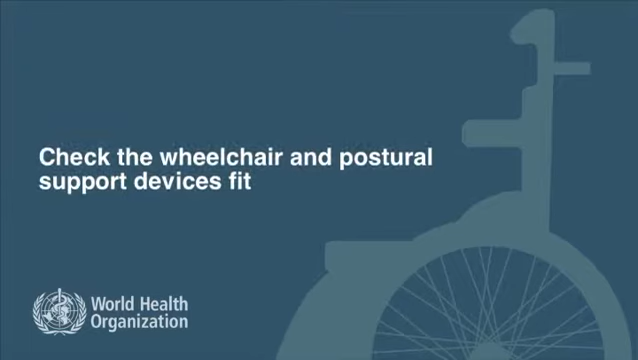 Check the wheelchair and postural
support devices fit
World Health
Organization